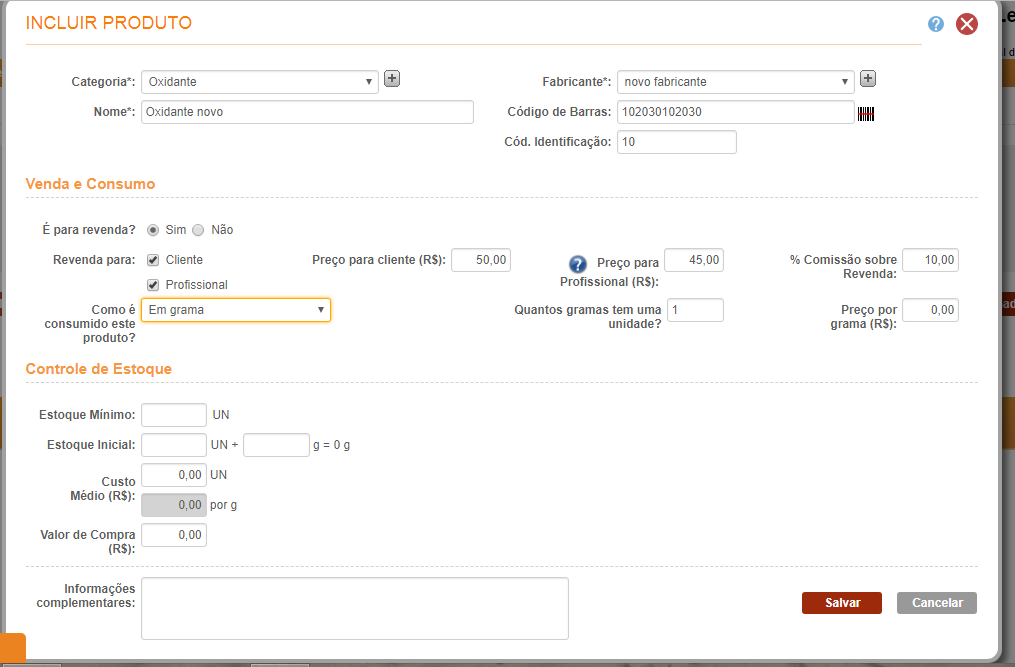 INCLUIR PRODUTO
Categoria*: Oxidante
Fabricante*: novo fabricante
Nome*: Oxidante novo
Código de Barras: 102030102030
Cód. Identificação: 10
Venda e Consumo
É para revenda? Sim Não
Revenda para: Cliente
Preço para cliente (R$): 50,00
Preço para Profissional (R$): 45,00
% Comissão sobre Revenda: 10,00
Profissional
Como é consumido este produto? Em grama
Quantos gramas tem uma unidade? 1
Preço por grama (R$): 0,00
Controle de Estoque
Estoque Mínimo: UN
Estoque Inicial: UN + g = 0 g
Custo Médio (R$): 0,00 UN
0,00 por g
Valor de Compra (R$): 0,00
Informações complementares:
Salvar Cancelar